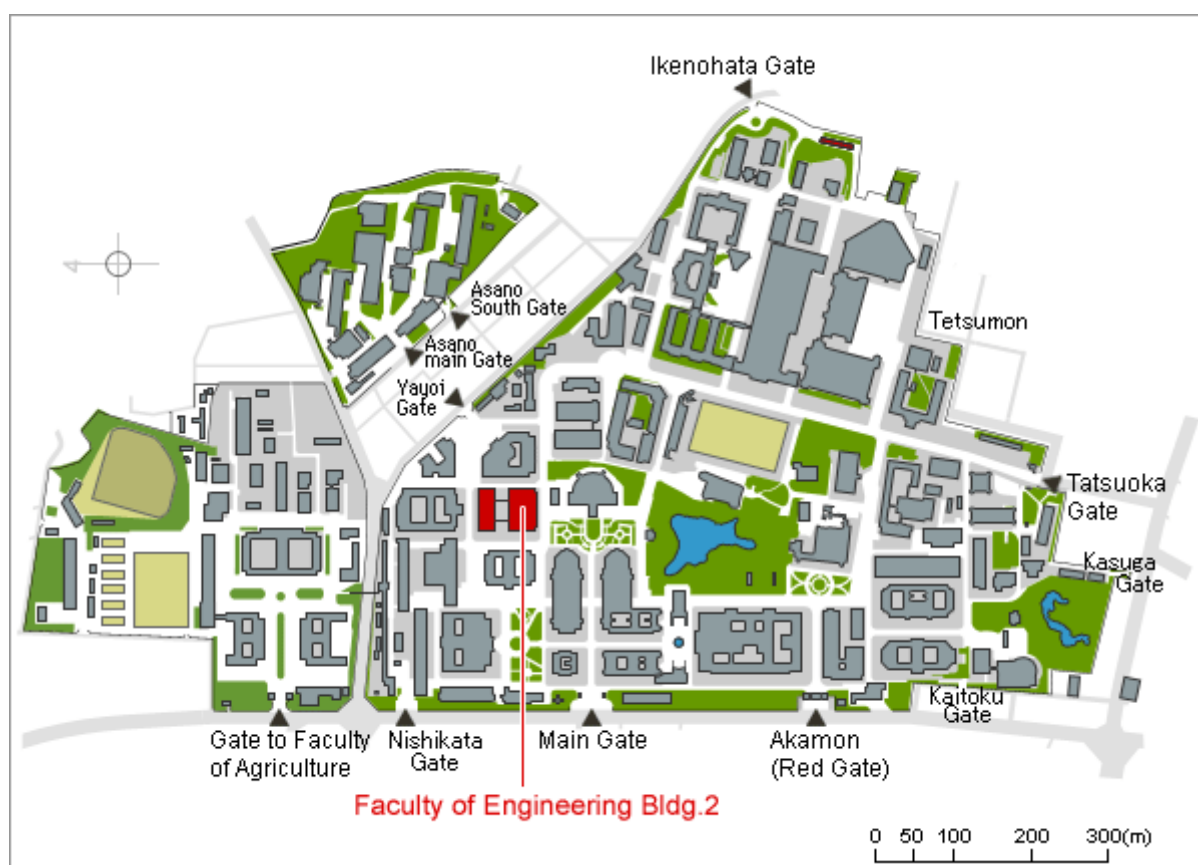 Ikenohata Gate
Asano
South Gate
Tetsumon
Asano
main Gate
Yayoi
Gate
Tatsuoka
Gate
Kasuga
Gate
Kaitoku
Gate
Gate to Faculty
of Agriculture
Nishikata
Gate
Main Gate
Akamon
(Red Gate)
Faculty of Engineering Bldg.2
0 50 100 200 300(m)